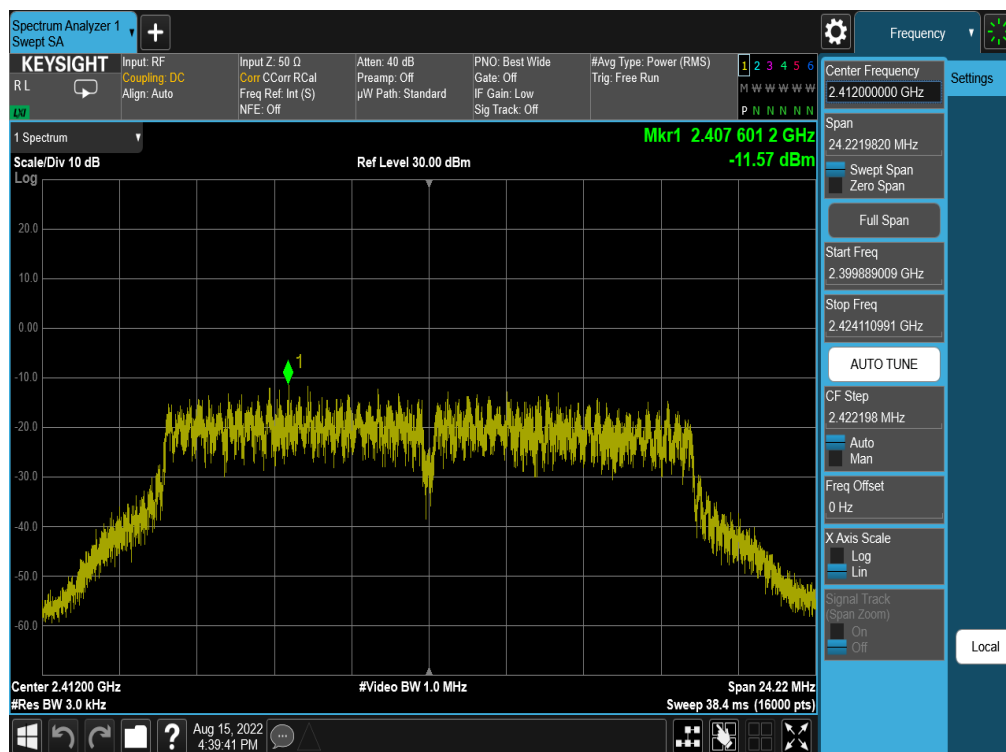 Spectrum Analyzer 1
Swept SA
Frequency
KEYSIGHT
R L
LXI
Input: RF
Coupling: DC
Align: Auto
Input Z: 50 Ω
Corr CCorr RCal
Freq Ref: Int (S)
NFE: Off
Atten: 40 dB
Preamp: Off
µW Path: Standard
PNO: Best Wide
Gate: Off
IF Gain: Low
Sig Track: Off
#Avg Type: Power (RMS)
Trig: Free Run
1 2 3 4 5 6
M W W W W W
P N N N N N
1 Spectrum
Scale/Div 10 dB
Log
Ref Level 30.00 dBm
Mkr1 2.407 601 2 GHz
-11.57 dBm
20.0
10.0
0.00
-10.0
-20.0
-30.0
-40.0
-50.0
-60.0
1
Center 2.41200 GHz
#Res BW 3.0 kHz
#Video BW 1.0 MHz
Span 24.22 MHz
Sweep 38.4 ms (16000 pts)
Aug 15, 2022
4:39:41 PM
?
Center Frequency
2.412000000 GHz
Span
24.2219820 MHz
Swept Span
Zero Span
Full Span
Start Freq
2.399889009 GHz
Stop Freq
2.424110991 GHz
AUTO TUNE
CF Step
2.422198 MHz
Auto
Man
Freq Offset
0 Hz
X Axis Scale
Log
Lin
Signal Track
(Span Zoom)
On
Off
Settings
Local